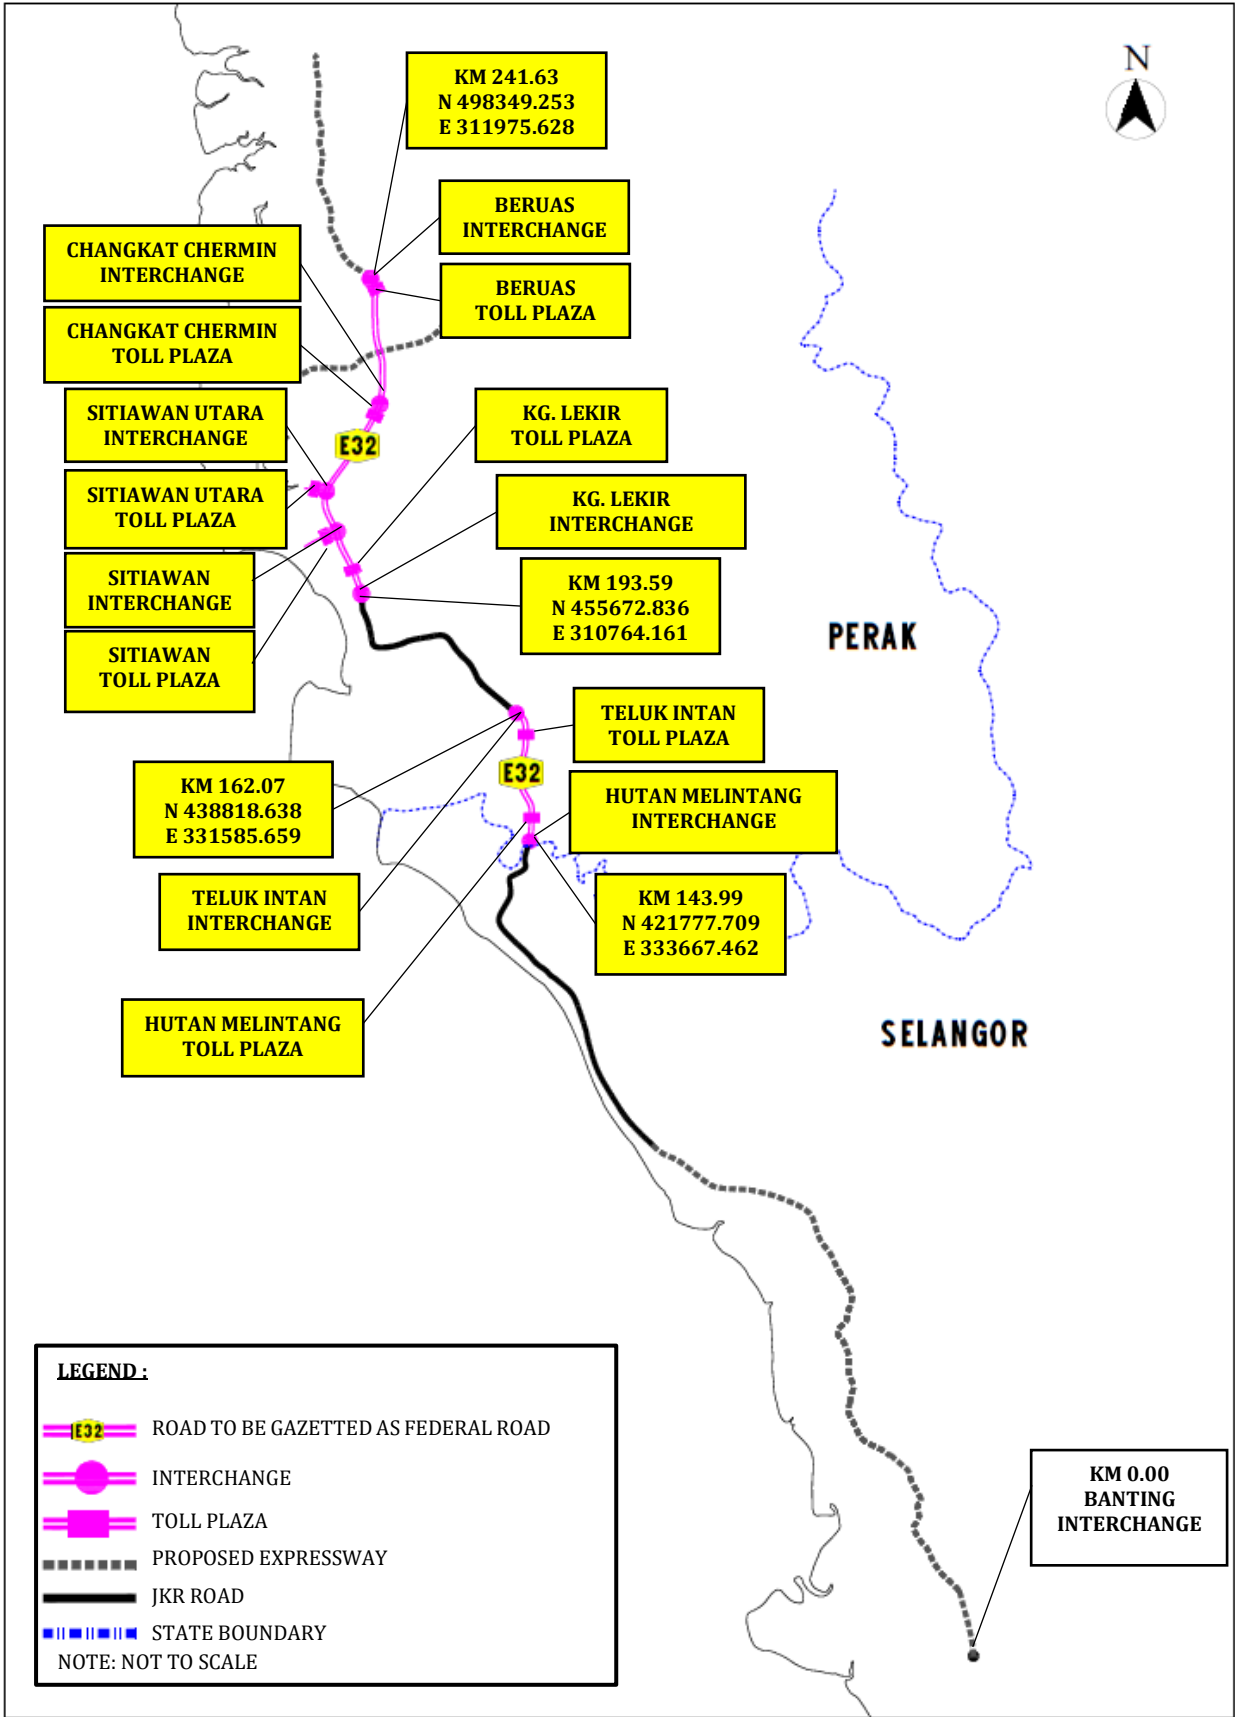 KM 241.63
N 498349.253
E 311975.628
N
BERUAS
INTERCHANGE
CHANGKAT CHERMIN
INTERCHANGE
BERUAS
TOLL PLAZA
CHANGKAT CHERMIN
TOLL PLAZA
SITIAWAN UTARA
INTERCHANGE
KG. LEKIR
TOLL PLAZA
E32
SITIAWAN UTARA
TOLL PLAZA
KG. LEKIR
INTERCHANGE
SITIAWAN
INTERCHANGE
KM 193.59
N 455672.836
E 310764.161
PERAK
SITIAWAN
TOLL PLAZA
TELUK INTAN
TOLL PLAZA
E32
KM 162.07
N 438818.638
E 331585.659
HUTAN MELINTANG
INTERCHANGE
TELUK INTAN
INTERCHANGE
KM 143.99
N 421777.709
E 333667.462
HUTAN MELINTANG
TOLL PLAZA
SELANGOR
LEGEND :
E32 ROAD TO BE GAZETTED AS FEDERAL ROAD
INTERCHANGE
TOLL PLAZA
PROPOSED EXPRESSWAY
JKR ROAD
STATE BOUNDARY
NOTE: NOT TO SCALE
KM 0.00
BANTING
INTERCHANGE